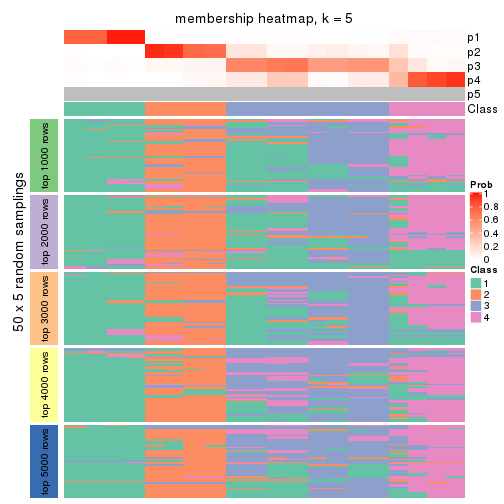 membership heatmap, k = 5
p1
p2
p3
p4
p5
Class
50 x 5 random samplings
top 1000 rows
top 2000 rows
top 3000 rows
top 4000 rows
top 5000 rows
Prob
1
0.8
0.6
0.4
0.2
0
Class
1
2
3
4